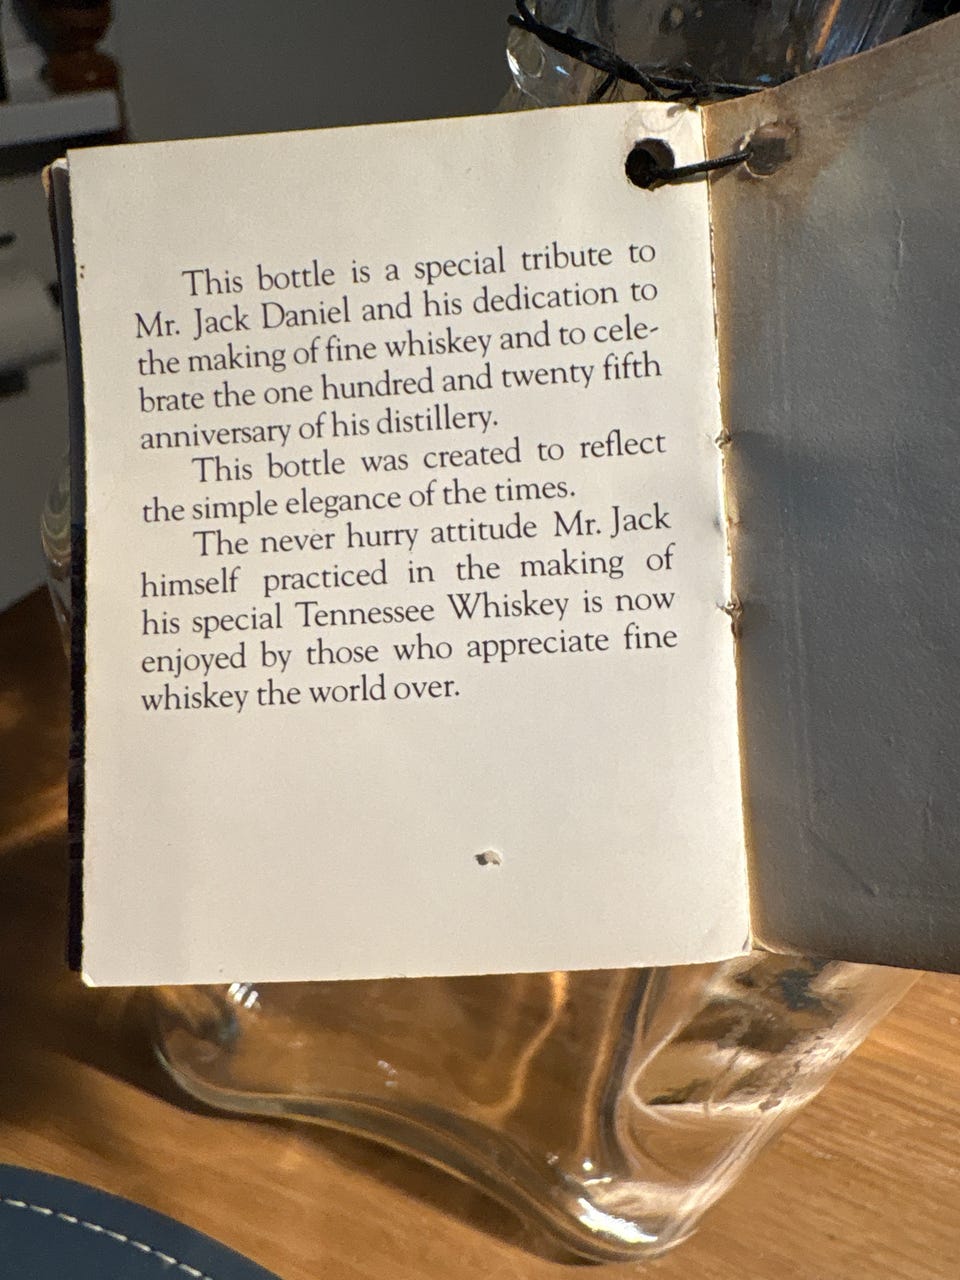 This bottle is a special tribute to
Mr. Jack Daniel and his dedication to
the making of fine whiskey and to cele-
brate the one hundred and twenty fifth
anniversary of his distillery.
This bottle was created to reflect
the simple elegance of the times.
The never hurry attitude Mr. Jack
himself practiced in the making of
his special Tennessee Whiskey is now
enjoyed by those who appreciate fine
whiskey the world over.